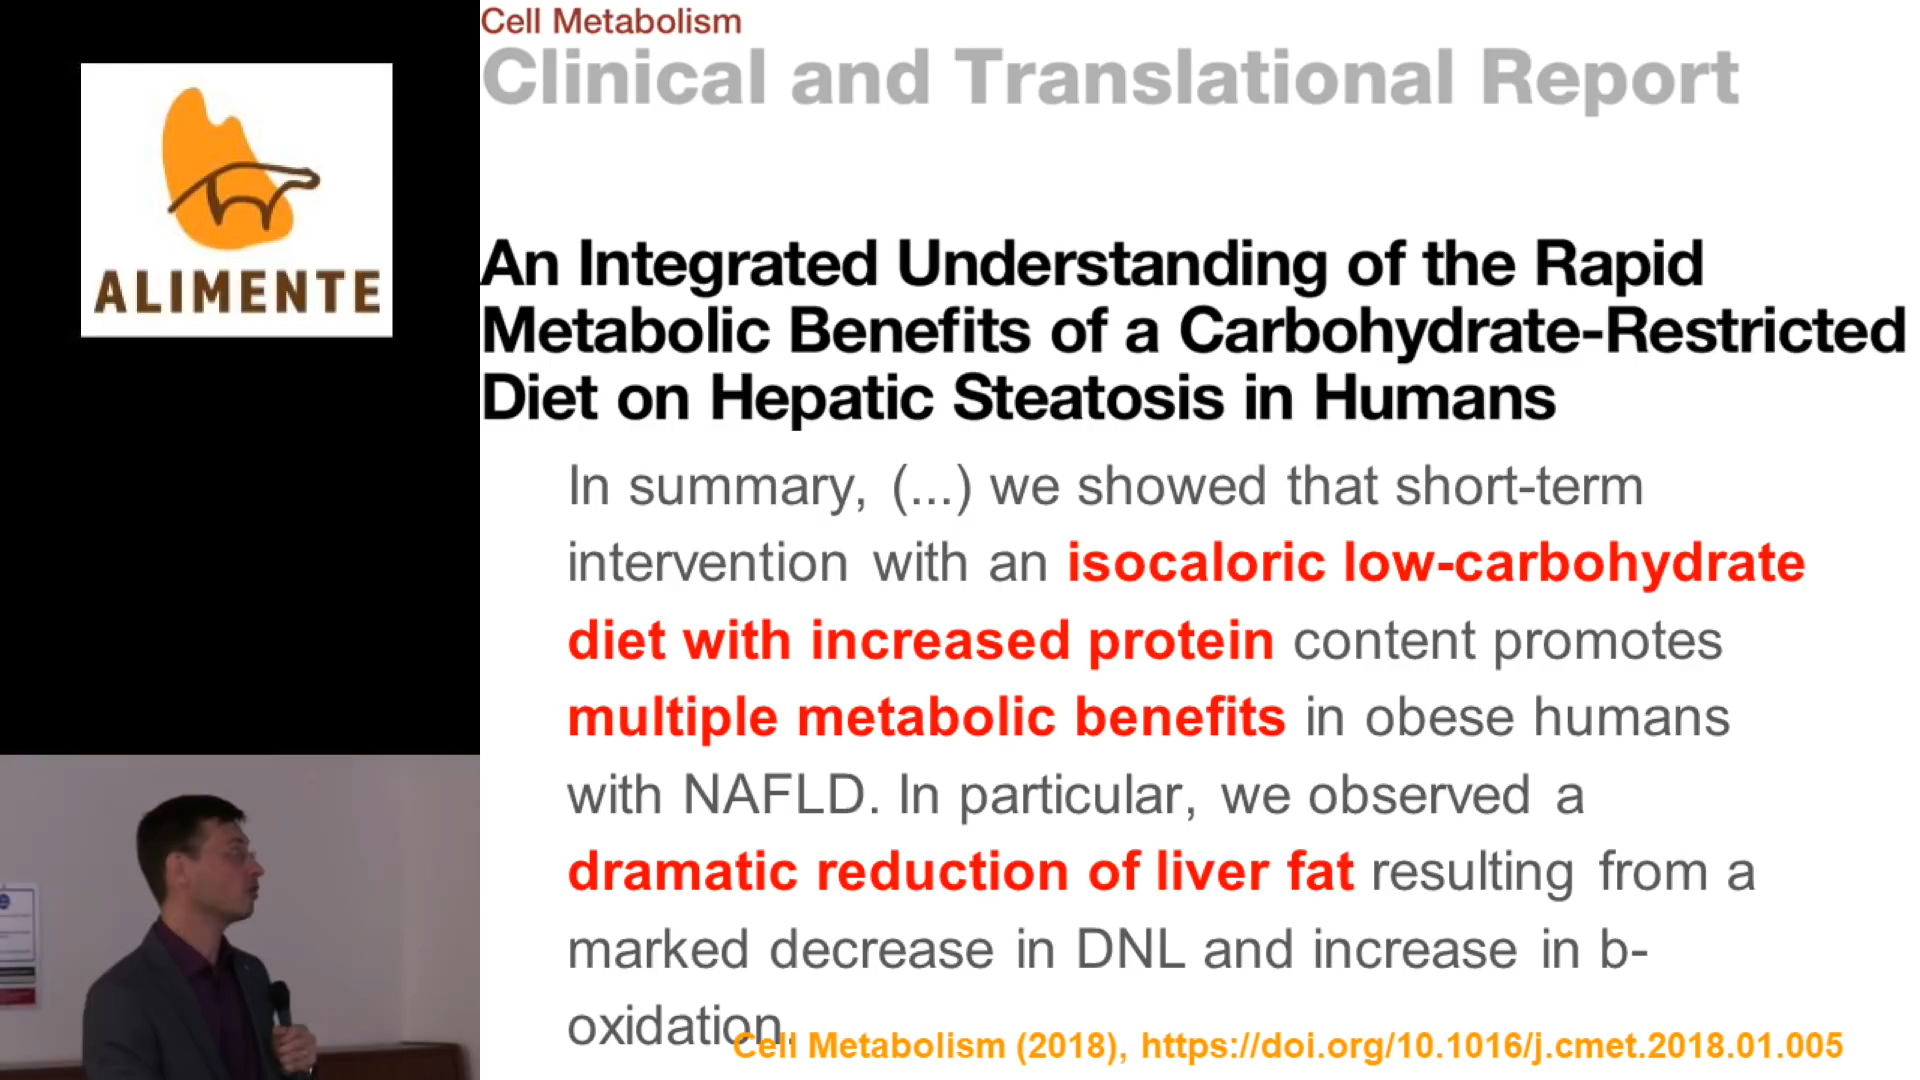 ALIMENTE
Cell Metabolism
Clinical and Translational Report
An Integrated Understanding of the Rapid
Metabolic Benefits of a Carbohydrate-Restricted
Diet on Hepatic Steatosis in Humans
In summary, (...) we showed that short-term
intervention with an isocaloric low-carbohydrate
diet with increased protein content promotes
multiple metabolic benefits in obese humans
with NAFLD. In particular, we observed a
dramatic reduction of liver fat resulting from a
marked decrease in DNL and increase in b-
oxidation.
Cell Metabolism (2018), https://doi.org/10.1016/j.cmet.2018.01.005